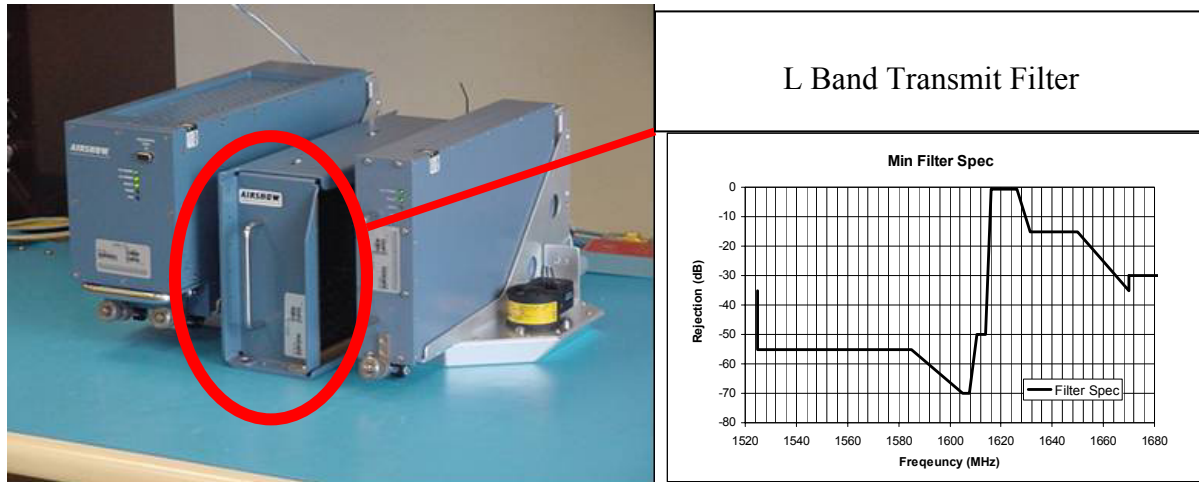 AIRSHOW
AIRSHOW
L Band Transmit Filter
Min Filter Spec
Rejection (dB)
0
-10
-20
-30
-40
-50
-60
-70
-80
Filter Spec
1520 1540 1560 1580 1600 1620 1640 1660 1680
Freqeuncy (MHz)